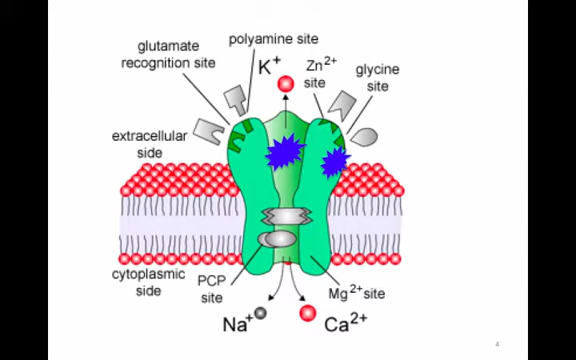 polyamine site
glutamate
recognition site
K+
Zn2+
site
glycine
site
extracellular
side
cytoplasmic
side
PCP
site
Mg2+ site
Na+
Ca2+
4